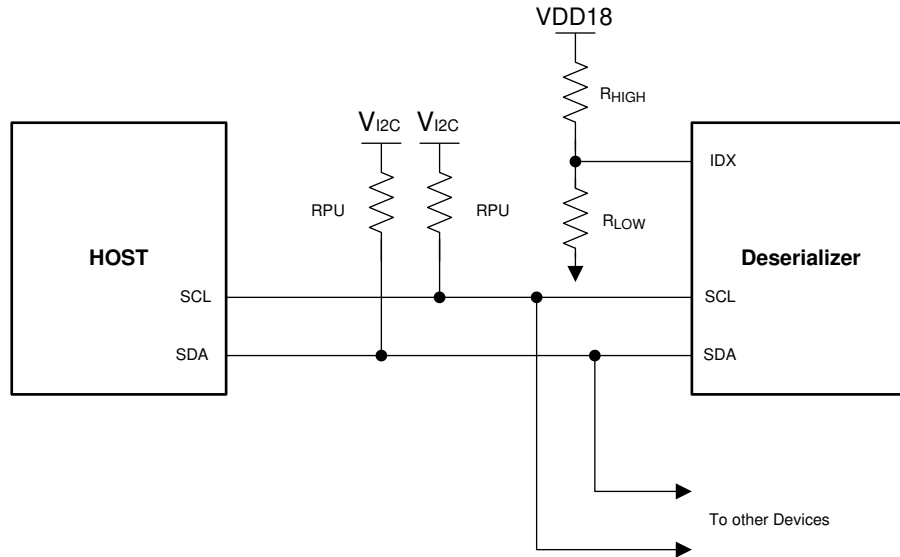 VDD18
RHIGH
VI2C VI2C
IDX
RPU RPU
RLOW
HOST Deserializer
SCL SCL
SDA SDA
To other Devices